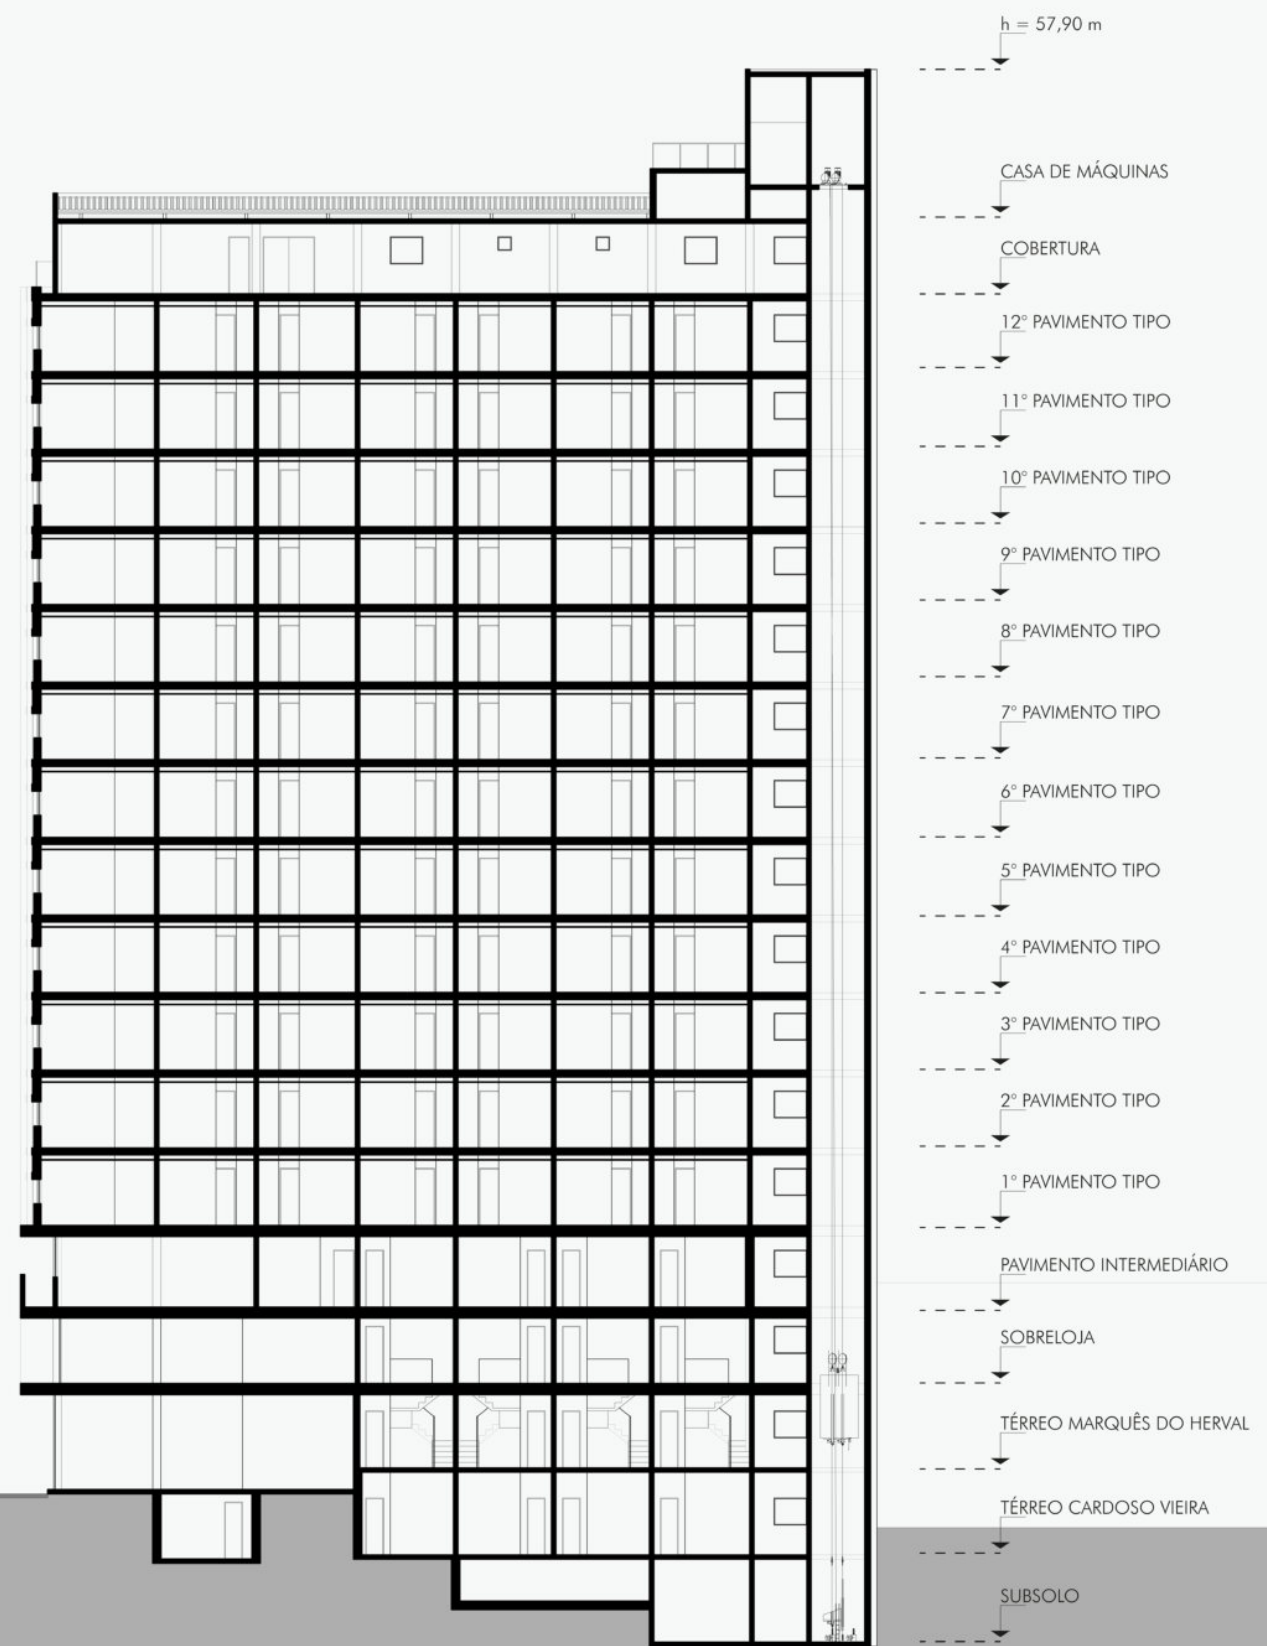 h = 57,90 m
CASA DE MÁQUINAS
COBERTURA
12° PAVIMENTO TIPO
11° PAVIMENTO TIPO
10° PAVIMENTO TIPO
9° PAVIMENTO TIPO
8° PAVIMENTO TIPO
7° PAVIMENTO TIPO
6° PAVIMENTO TIPO
5° PAVIMENTO TIPO
4° PAVIMENTO TIPO
3° PAVIMENTO TIPO
2° PAVIMENTO TIPO
1° PAVIMENTO TIPO
PAVIMENTO INTERMEDIÁRIO
SOBRELOJA
TÉRREO MARQUÊS DO HERVAL
TÉRREO CARDOSO VIEIRA
SUBSOLO